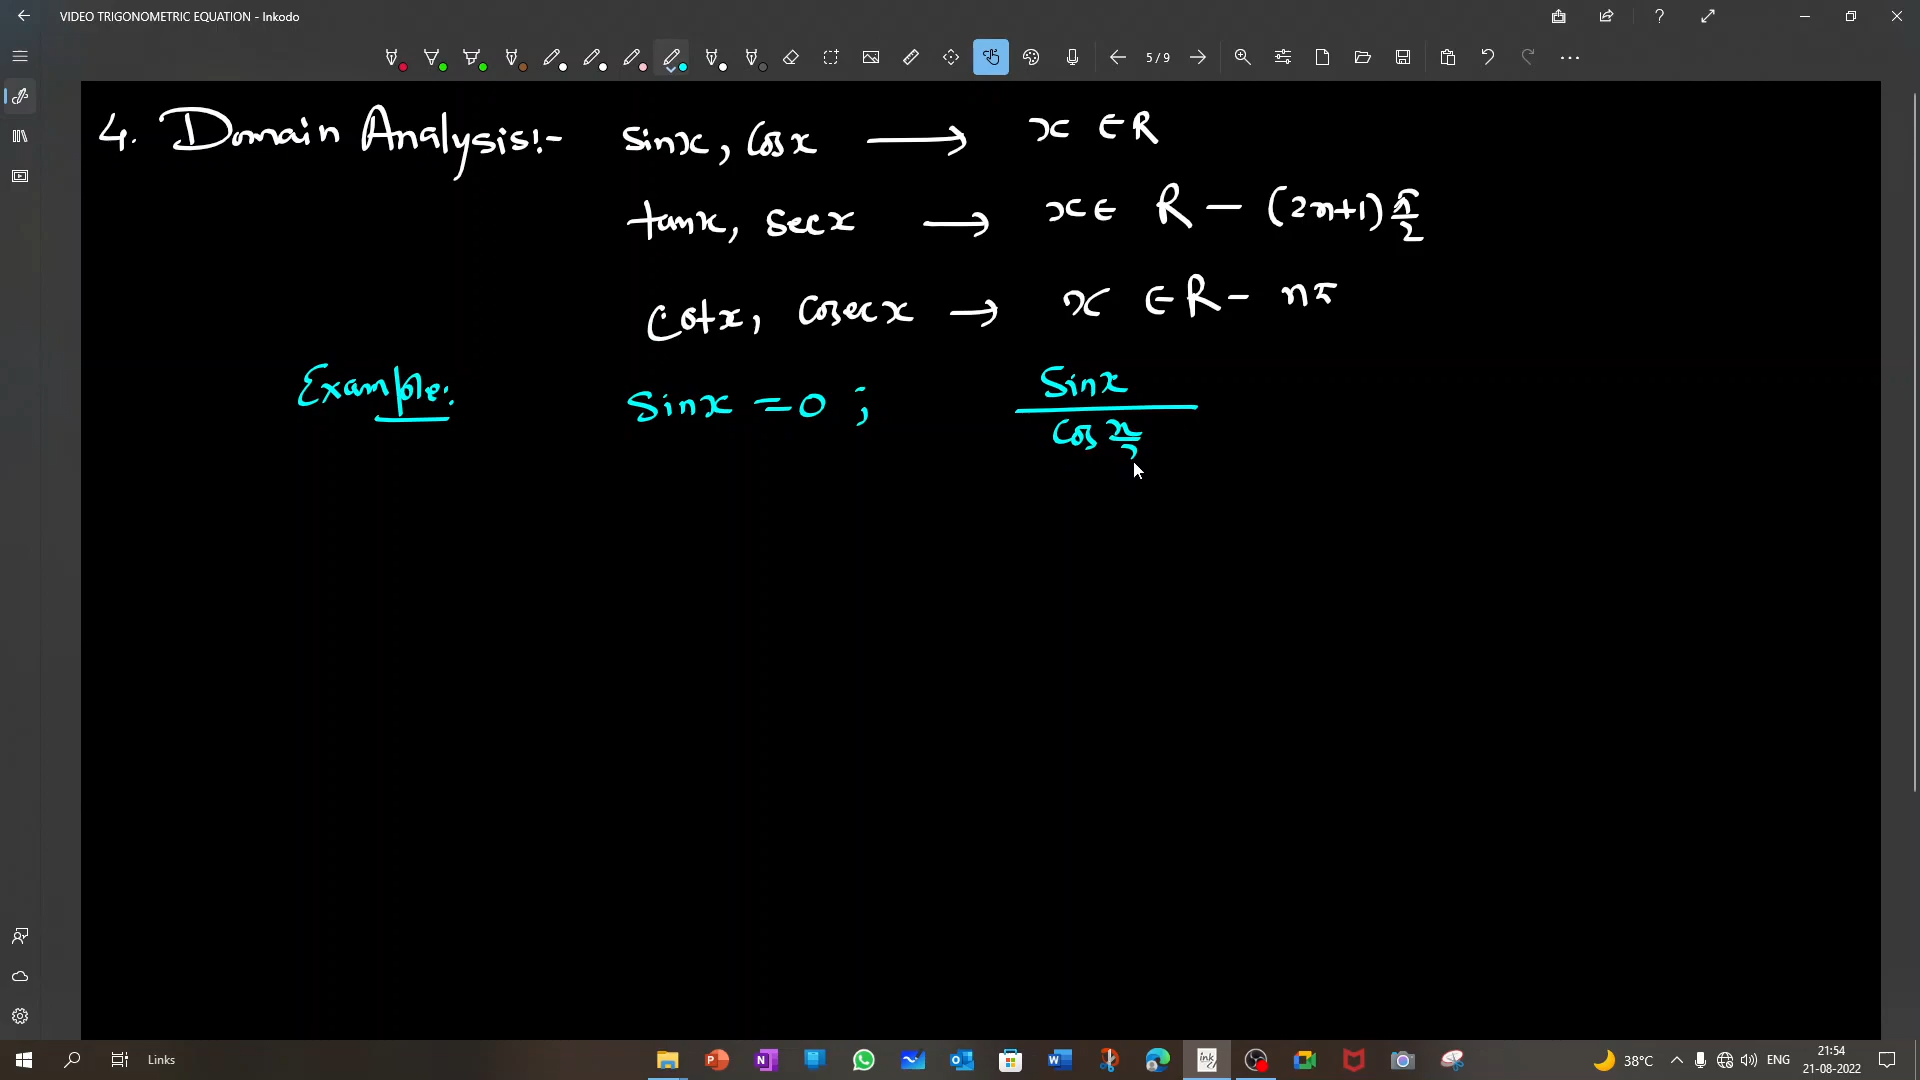 VIDEO TRIGONOMETRIC EQUATION - Inkodo
5 / 9
4. Domain Analysis:- sinx, Cosx ⟶ x ∈ R
tanx, secx ⟶ x ∈ R − (2n+1) π/2
Cotx, Cosecx → x ∈ R − nπ
Example: Sinx = 0 ; Sinx / Cos x/2
Links
ink
38°C ENG 21:54
21-08-2022